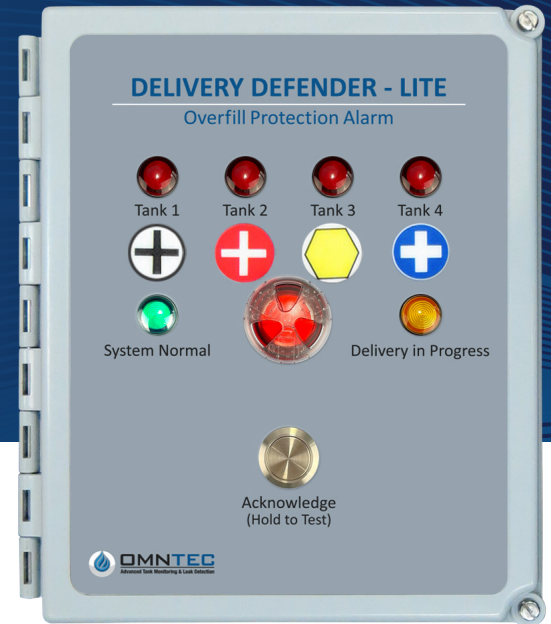 DELIVERY DEFENDER - LITE
Overfill Protection Alarm
Tank 1 Tank 2 Tank 3 Tank 4
System Normal Delivery in Progress
Acknowledge
(Hold to Test)
OMNTEC
Advanced Tank Monitoring & Leak Detection